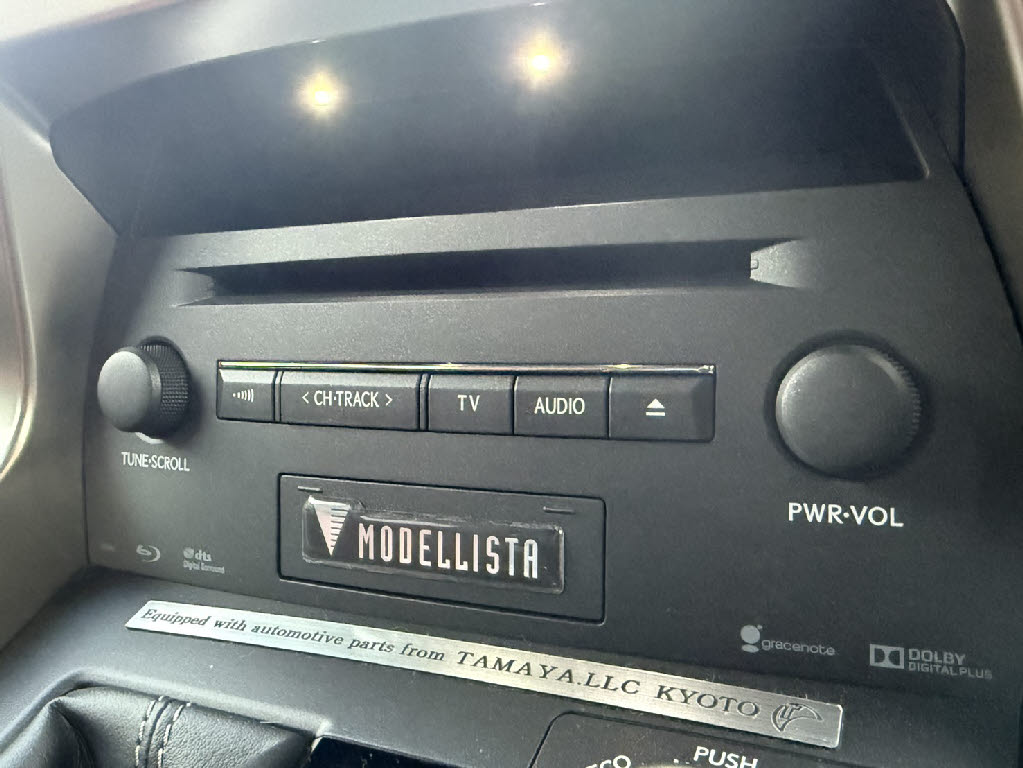 < CH·TRACK >
TV
AUDIO
TUNE·SCROLL
PWR·VOL
MODELLISTA
dts
Digital Surround
gracenote
DOLBY
DIGITAL PLUS
Equipped with automotive parts from TAMAYA.LLC KYOTO
PUSH